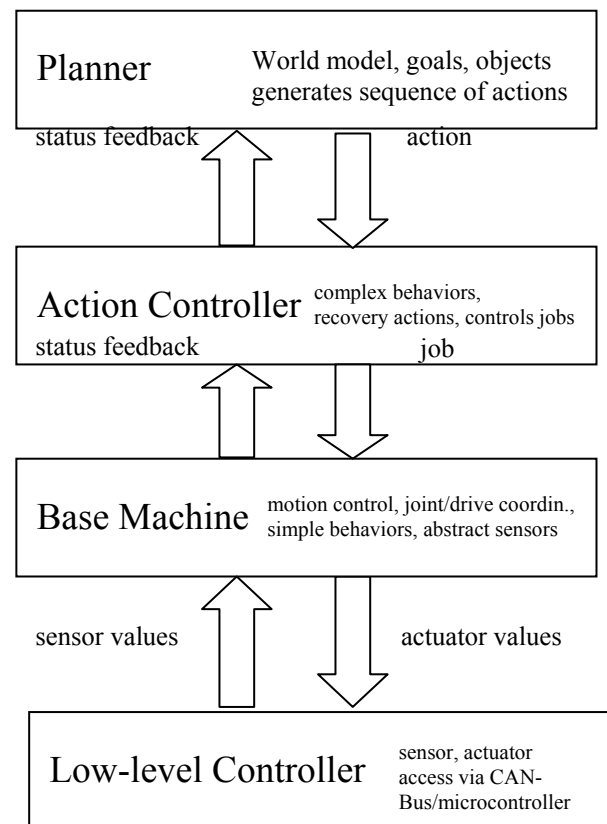 Planner
World model, goals, objects
generates sequence of actions
status feedback
action
Action Controller
complex behaviors,
recovery actions, controls jobs
status feedback
job
Base Machine
motion control, joint/drive coordin.,
simple behaviors, abstract sensors
sensor values
actuator values
Low-level Controller
sensor, actuator
access via CAN-
Bus/microcontroller